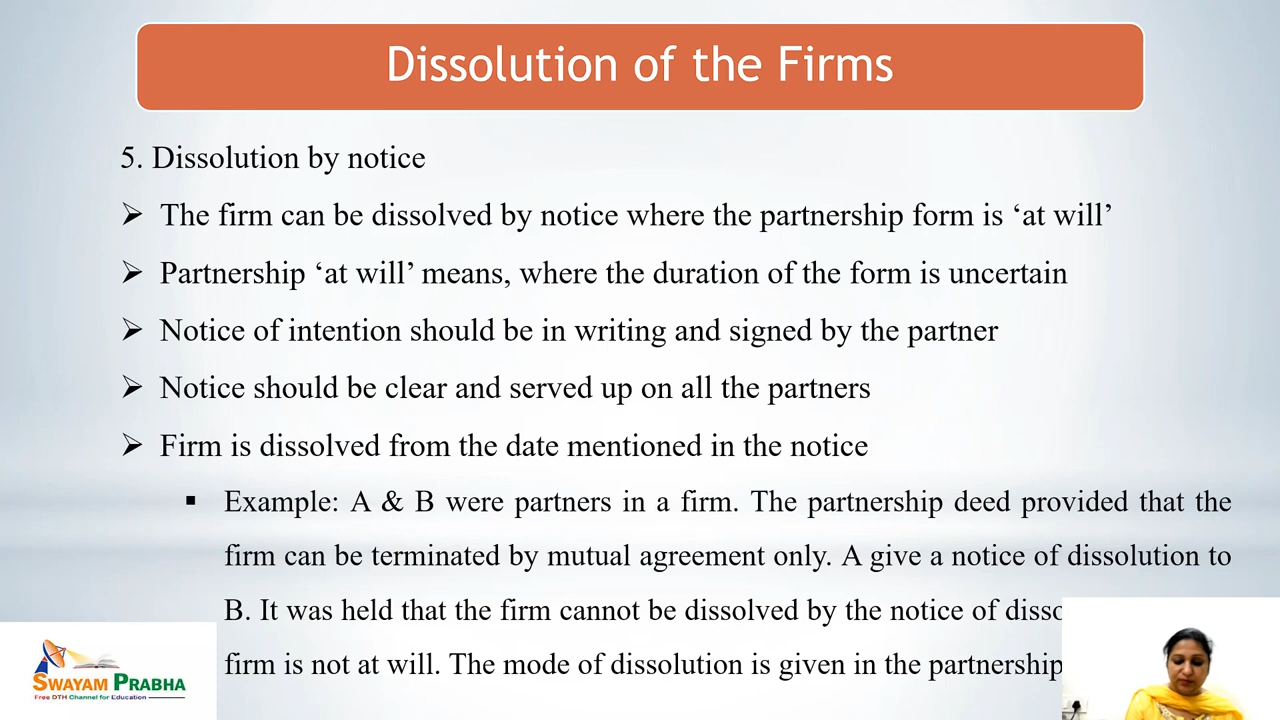 Dissolution of the Firms
5. Dissolution by notice
➢ The firm can be dissolved by notice where the partnership form is ‘at will’
➢ Partnership ‘at will’ means, where the duration of the form is uncertain
➢ Notice of intention should be in writing and signed by the partner
➢ Notice should be clear and served up on all the partners
➢ Firm is dissolved from the date mentioned in the notice
▪ Example: A & B were partners in a firm. The partnership deed provided that the
firm can be terminated by mutual agreement only. A give a notice of dissolution to
B. It was held that the firm cannot be dissolved by the notice of disso
firm is not at will. The mode of dissolution is given in the partnership
SWAYAM PRABHA
Free DTH Channel for Education